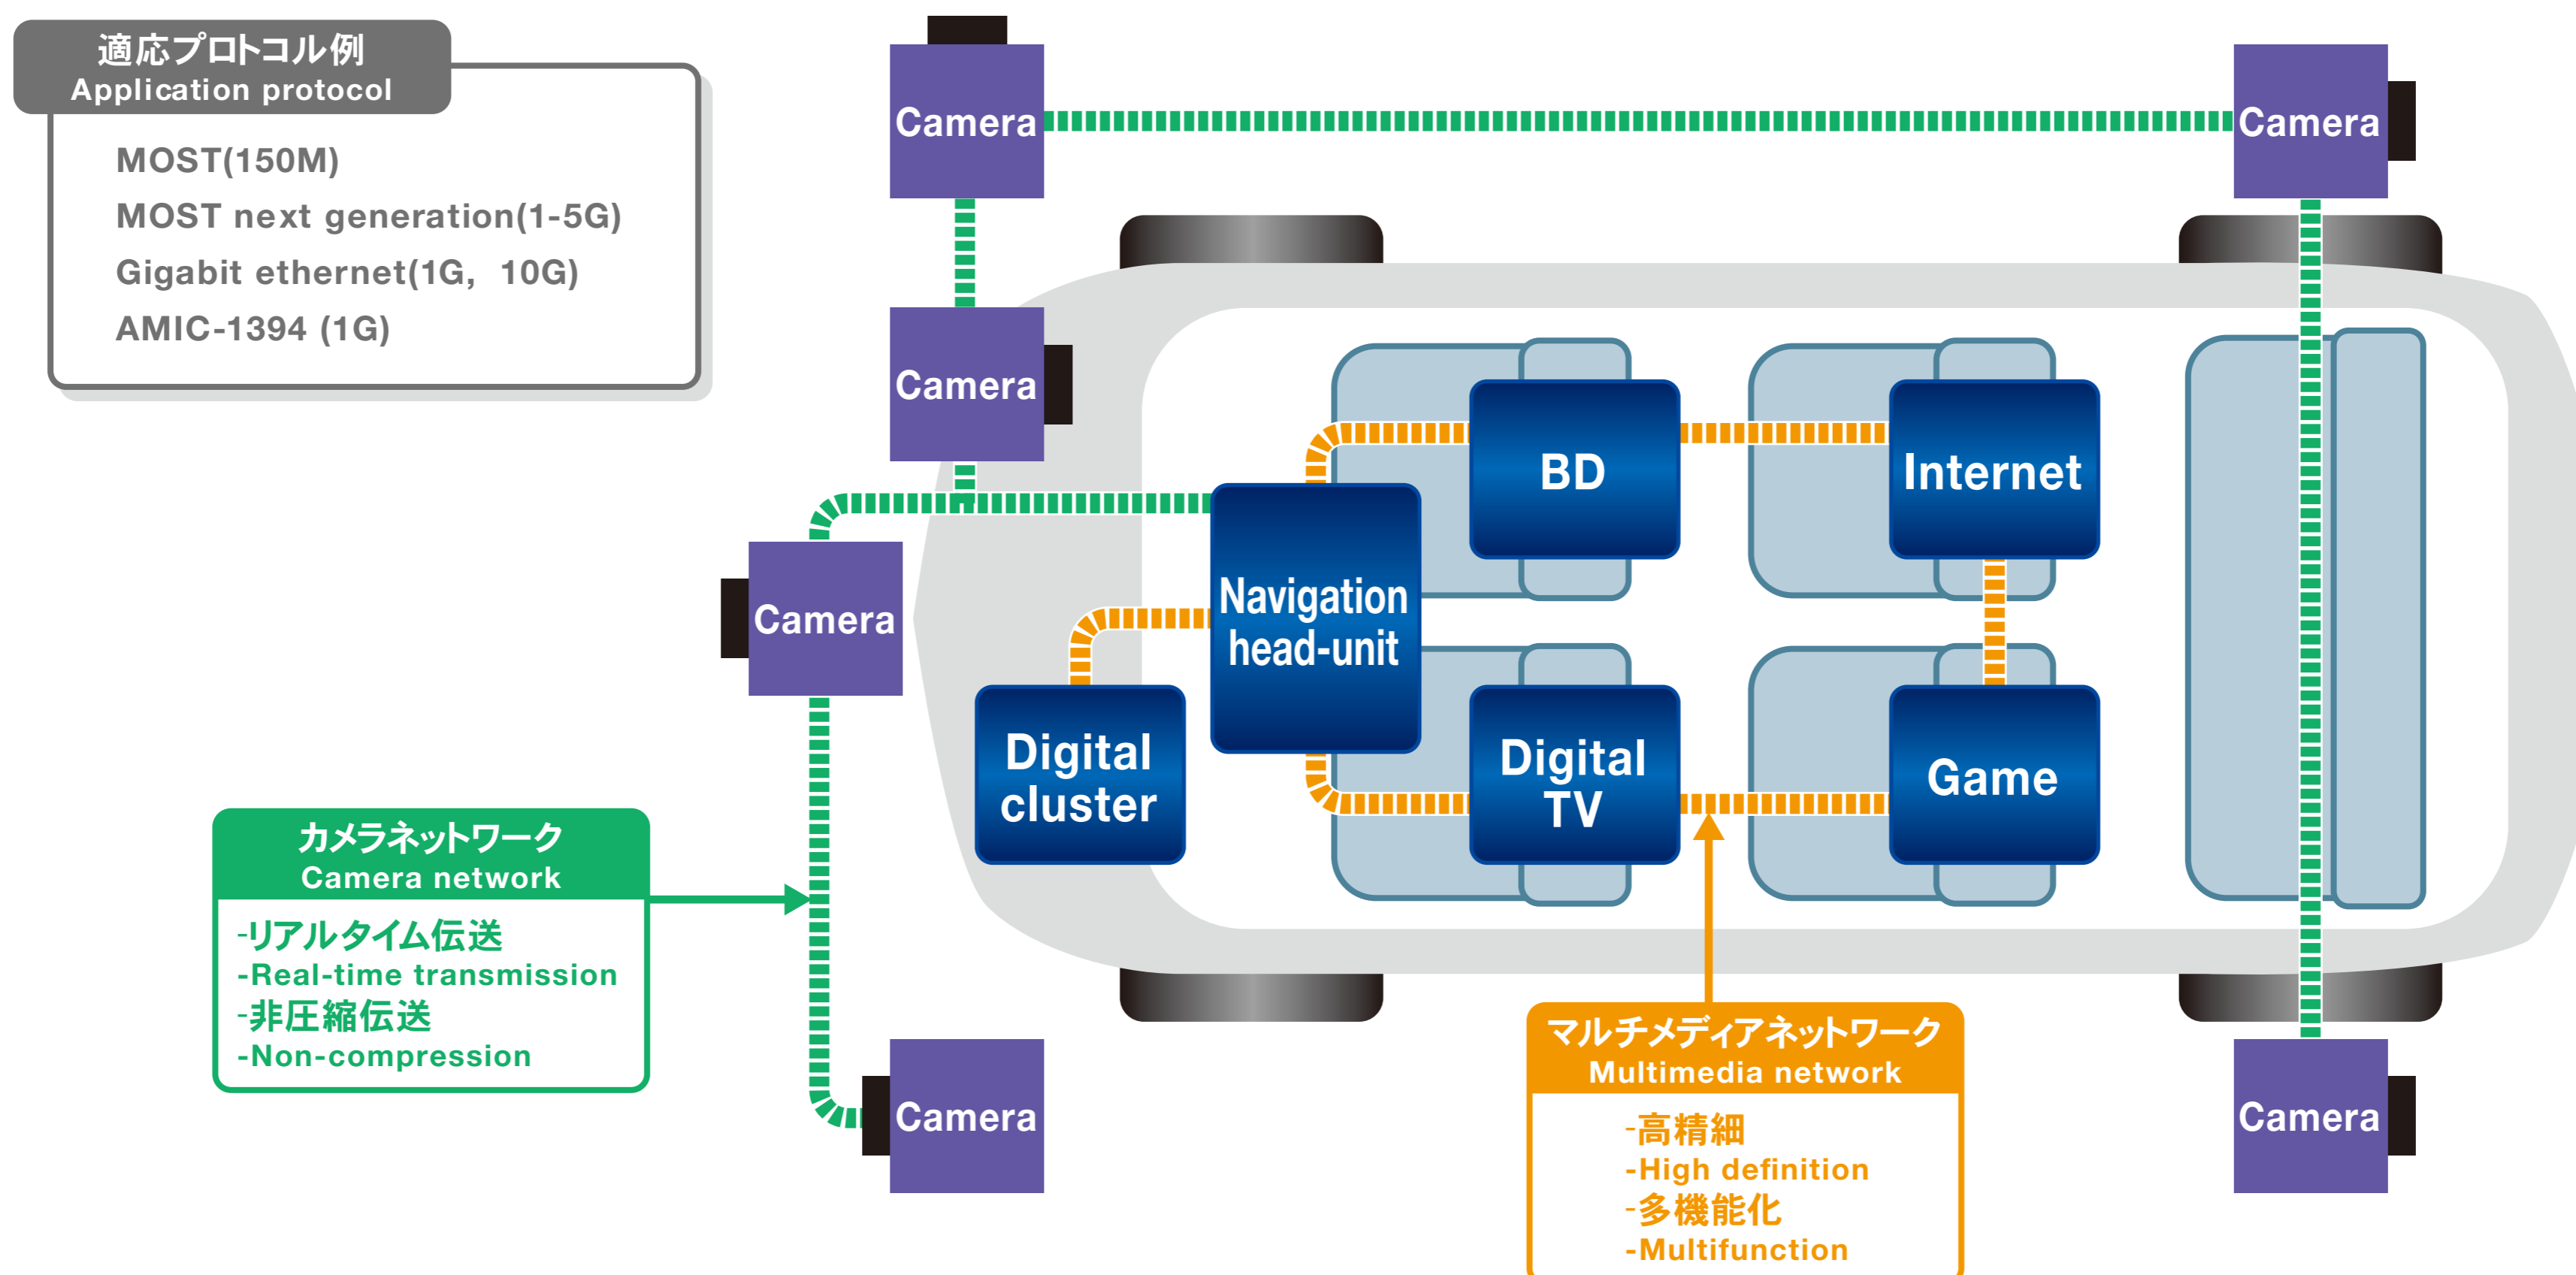 適応プロトコル例
Application protocol
MOST(150M)
MOST next generation(1-5G)
Gigabit ethernet(1G, 10G)
AMIC-1394 (1G)
Camera
Camera
Camera
Camera
Camera
Camera
BD
Internet
Navigation
head-unit
Digital
cluster
Digital
TV
Game
カメラネットワーク
Camera network
-リアルタイム伝送
-Real-time transmission
-非圧縮伝送
-Non-compression
マルチメディアネットワーク
Multimedia network
-高精細
-High definition
-多機能化
-Multifunction